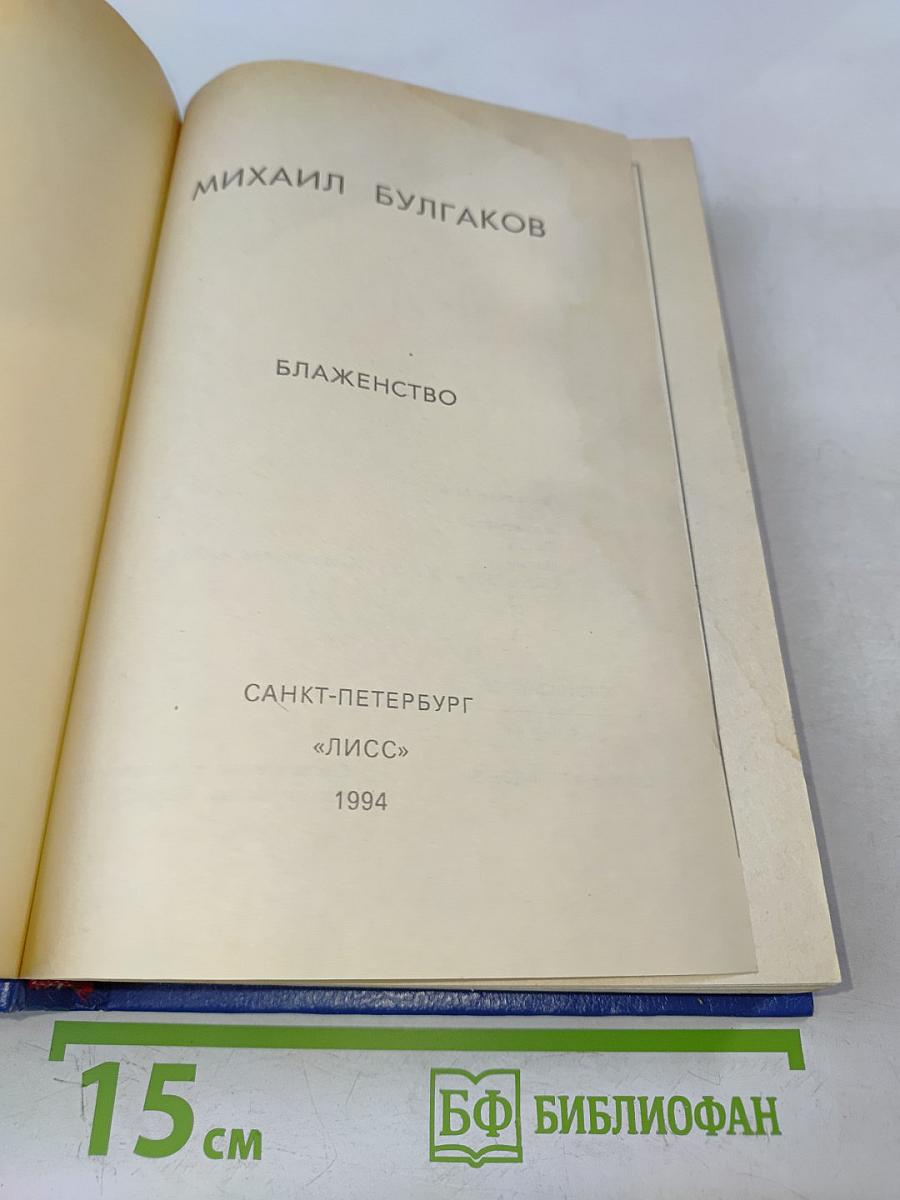 МИХАИЛ БУЛГАКОВ
БЛАЖЕНСТВО
САНКТ-ПЕТЕРБУРГ
«ЛИСС»
1994
15 см
БФ БИБЛИОФАН